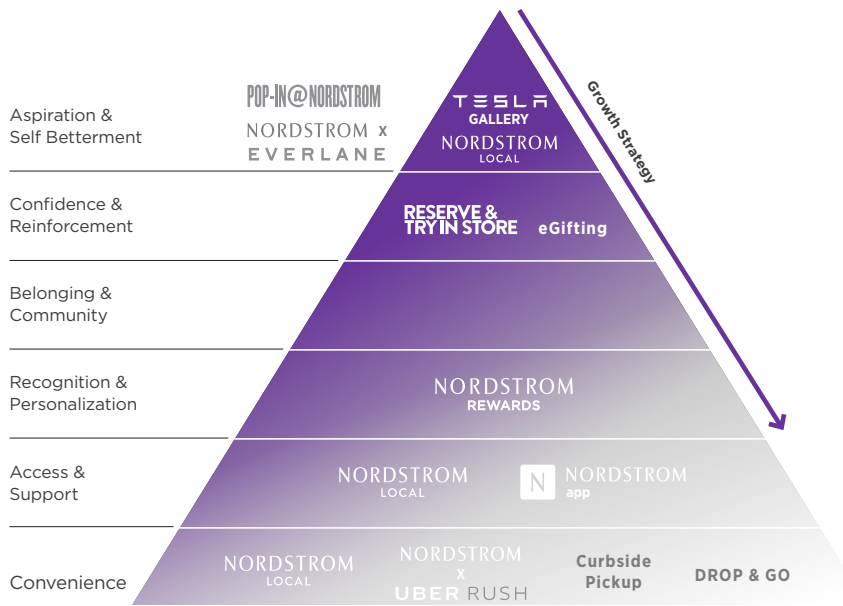 POP-IN@NORDSTROM
NORDSTROM x
EVERLANE
Aspiration &
Self Betterment
TESLA
GALLERY
NORDSTROM
LOCAL
Growth Strategy
Confidence &
Reinforcement
RESERVE &
TRY IN STORE
eGifting
Belonging &
Community
Recognition &
Personalization
NORDSTROM
REWARDS
Access &
Support
NORDSTROM
LOCAL
N
NORDSTROM
app
Convenience
NORDSTROM
LOCAL
NORDSTROM
x
UBER RUSH
Curbside
Pickup
DROP & GO